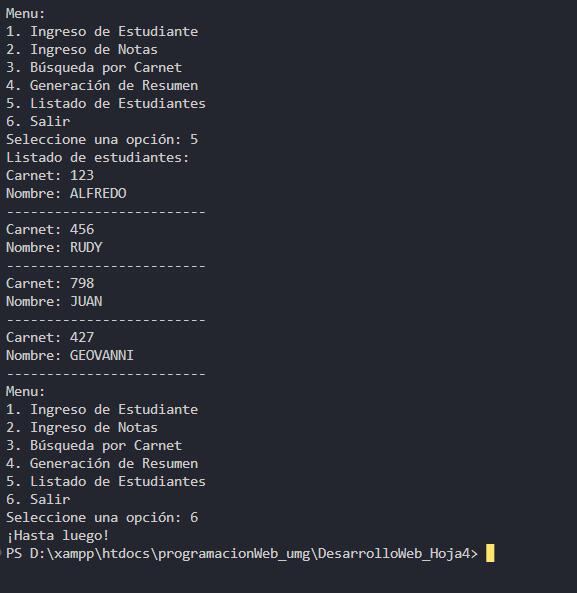 Menu:
1. Ingreso de Estudiante
2. Ingreso de Notas
3. Búsqueda por Carnet
4. Generación de Resumen
5. Listado de Estudiantes
6. Salir
Seleccione una opción: 5
Listado de estudiantes:
Carnet: 123
Nombre: ALFREDO
-------------------------
Carnet: 456
Nombre: RUDY
-------------------------
Carnet: 798
Nombre: JUAN
-------------------------
Carnet: 427
Nombre: GEOVANNI
-------------------------
Menu:
1. Ingreso de Estudiante
2. Ingreso de Notas
3. Búsqueda por Carnet
4. Generación de Resumen
5. Listado de Estudiantes
6. Salir
Seleccione una opción: 6
¡Hasta luego!
PS D:\xampp\htdocs\programacionWeb_umg\DesarrolloWeb_Hoja4>